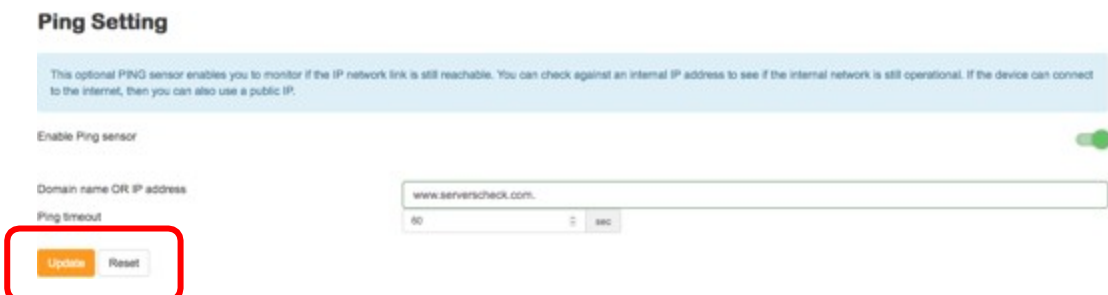 Ping Setting
This optional PING sensor enables you to monitor if the IP network link is still reachable. You can check against an internal IP address to see if the internal network is still operational. If the device can connect
to the internet, then you can also use a public IP.
Enable Ping sensor
Domain name OR IP address www.serverscheck.com.
Ping timeout 60 sec
Update Reset